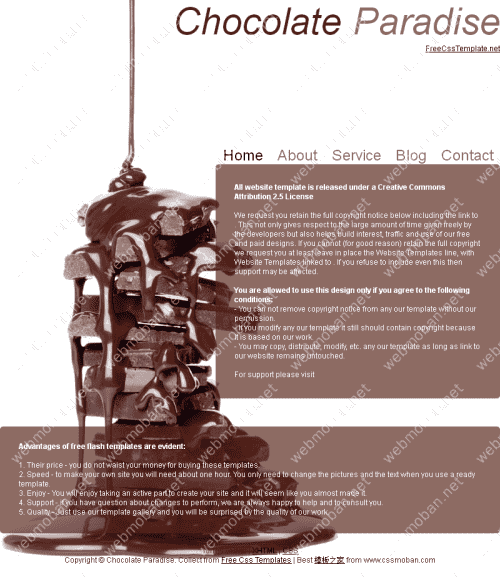 Chocolate Paradise
FreeCssTemplate.net
Home About Service Blog Contact
All website template is released under a Creative Commons
Attribution 2.5 License
We request you retain the full copyright notice below including the link to
. This not only gives respect to the large amount of time given freely by
the developers but also helps build interest, traffic and use of our free
and paid designs. If you cannot (for good reason) retain the full copyright
we request you at least leave in place the Website Templates line, with
Website Templates linked to . If you refuse to include even this then
support may be affected.
You are allowed to use this design only if you agree to the following
conditions:
- You can not remove copyright notice from any our template without our
permission.
- If you modify any our template it still should contain copyright because
it is based on our work.
- You may copy, distribute, modify, etc. any our template as long as link to
our website remains untouched.
For support please visit
Advantages of free flash templates are evident:
1. Their price - you do not waist your money for buying these templates.
2. Speed - to make your own site you will need about one hour. You only need to change the pictures and the text when you use a ready
template.
3. Enjoy - You will enjoy taking an active part to create your site and it will seem like you almost made it.
4. Support - if you have question about changes to perform, we are always happy to help and to consult you.
5. Quality - Just use our template gallery and you will be surprised by the quality of our work.
XHTML | CSS
Copyright © Chocolate Paradise. Collect from Free Css Templates | Best 模板之家 from www.cssmoban.com
webmoban.net